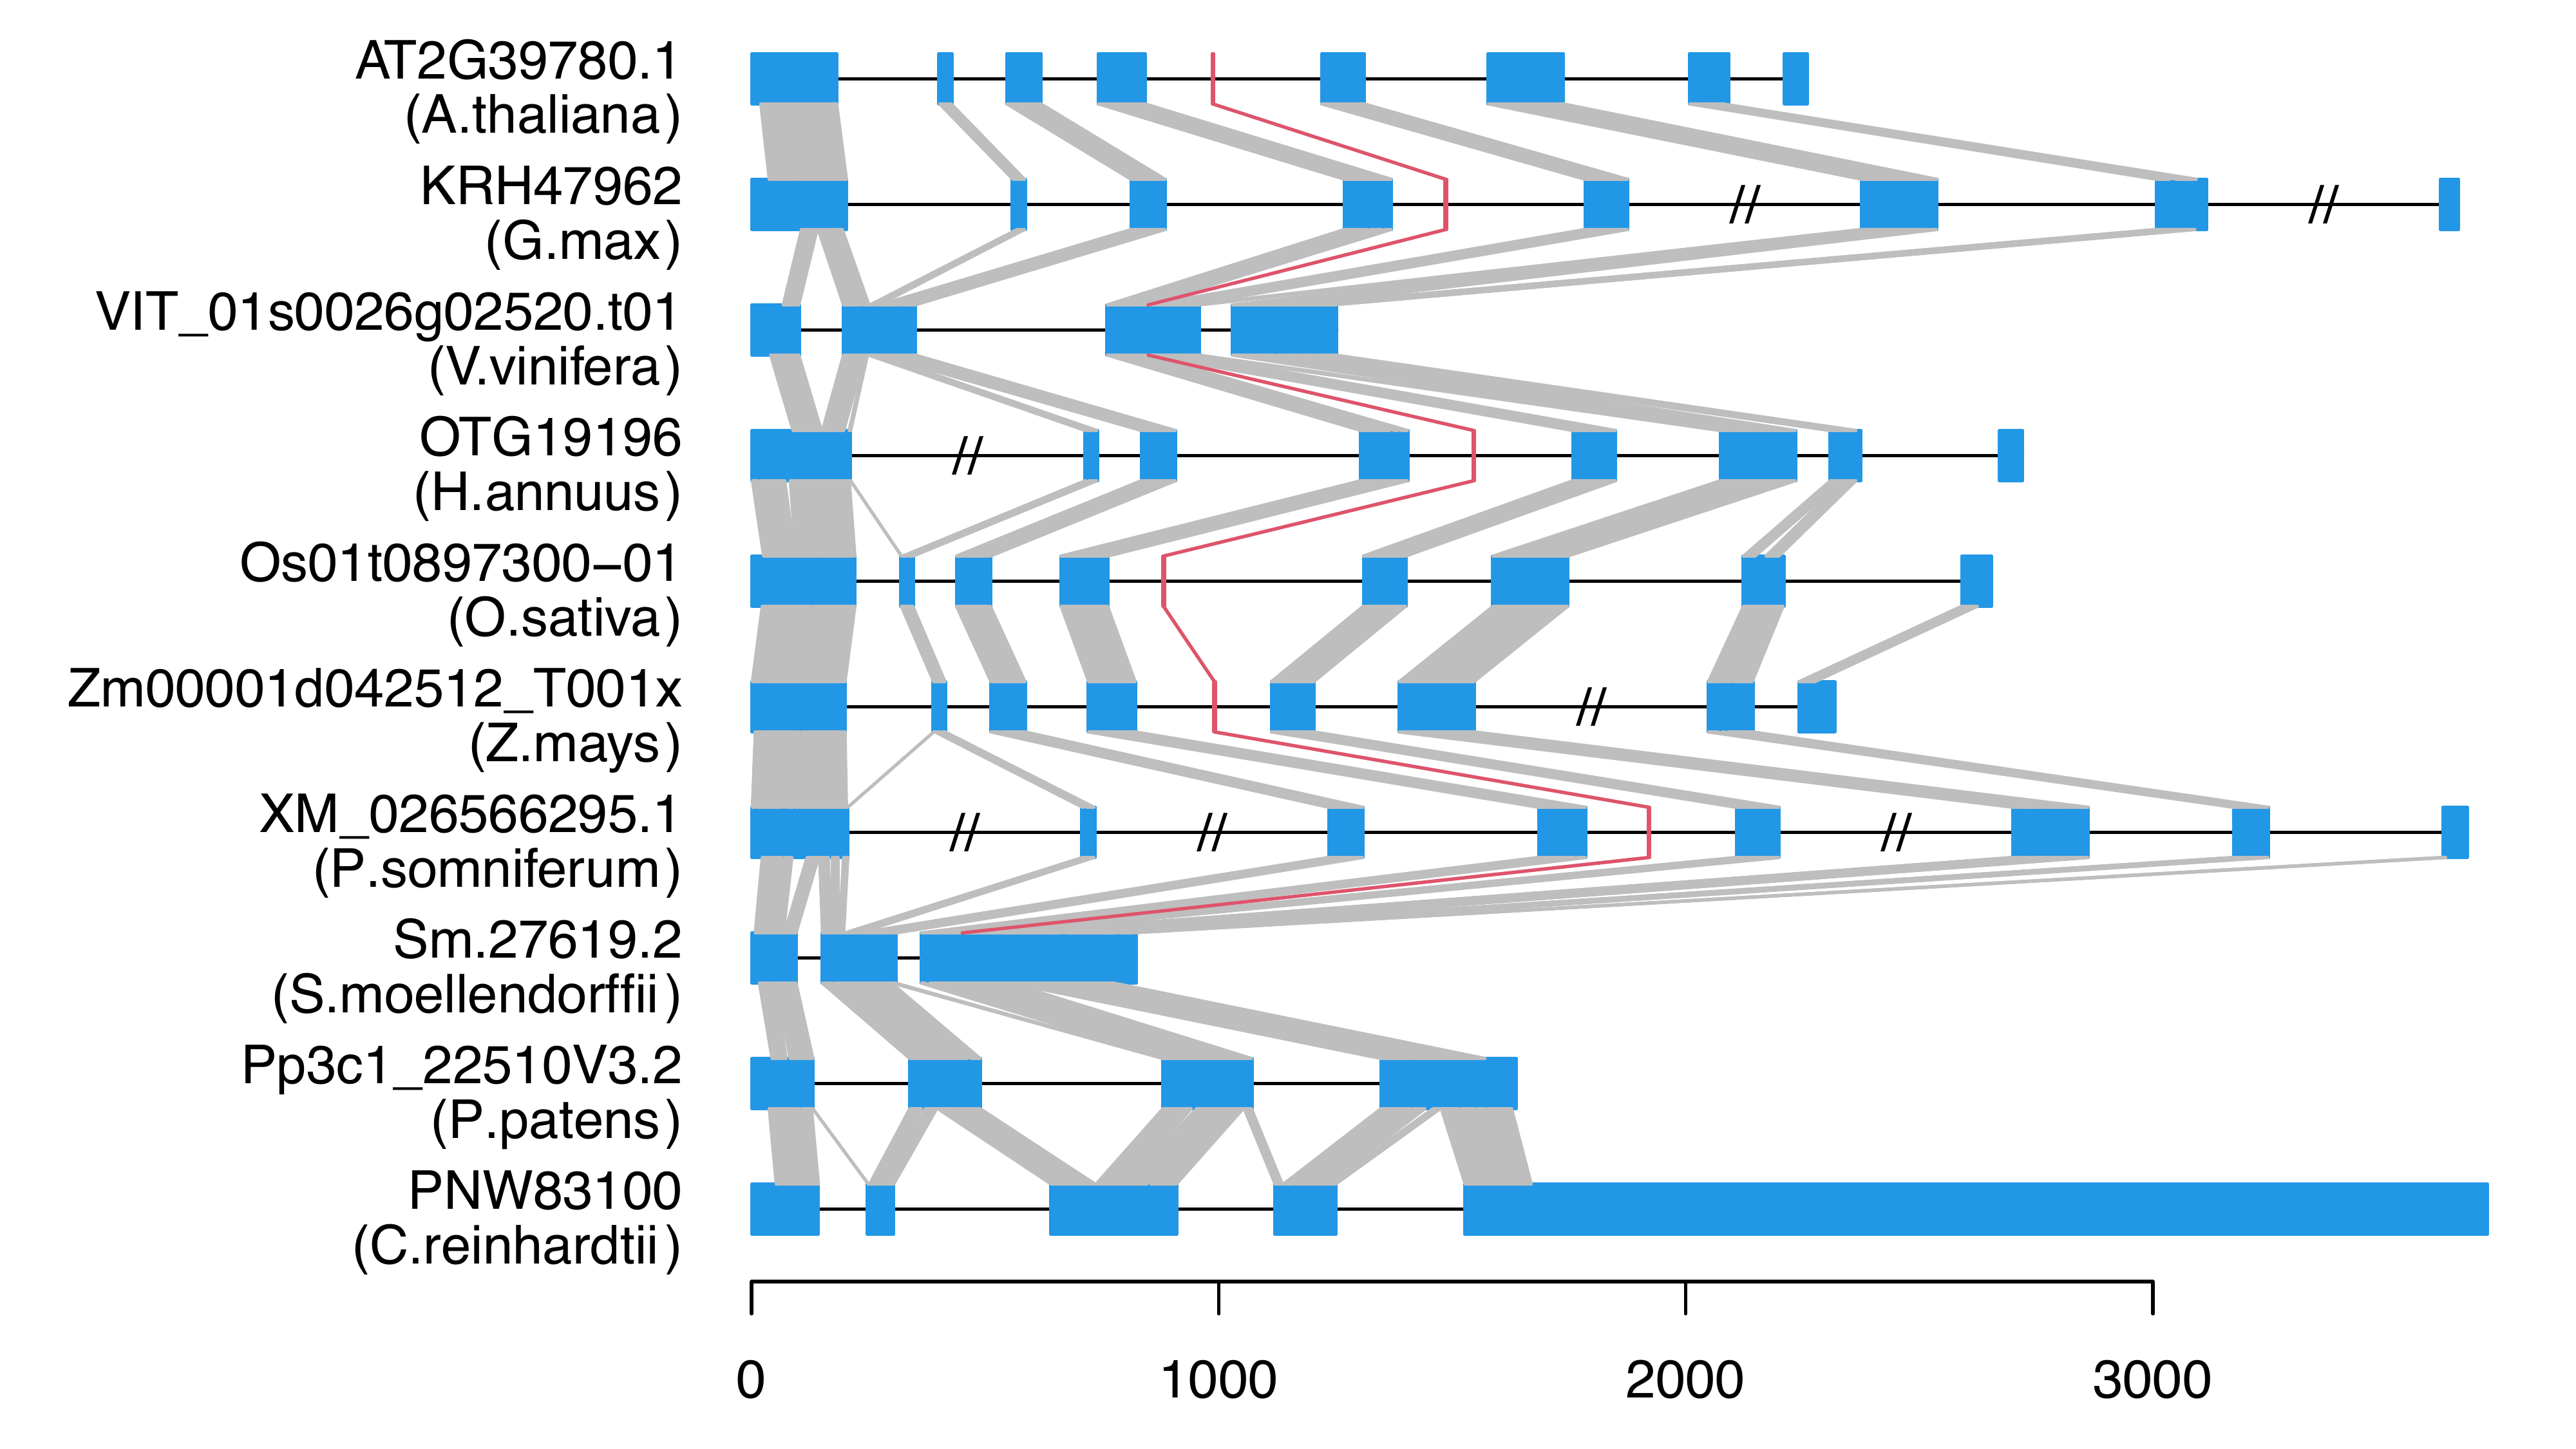 AT2G39780.1
(A.thaliana)
KRH47962
(G.max)
VIT_01s0026g02520.t01
(V.vinifera)
OTG19196
(H.annuus)
Os01t0897300−01
(O.sativa)
Zm00001d042512_T001x
(Z.mays)
XM_026566295.1
(P.somniferum)
Sm.27619.2
(S.moellendorffii)
Pp3c1_22510V3.2
(P.patens)
PNW83100
(C.reinhardtii)
0 1000 2000 3000